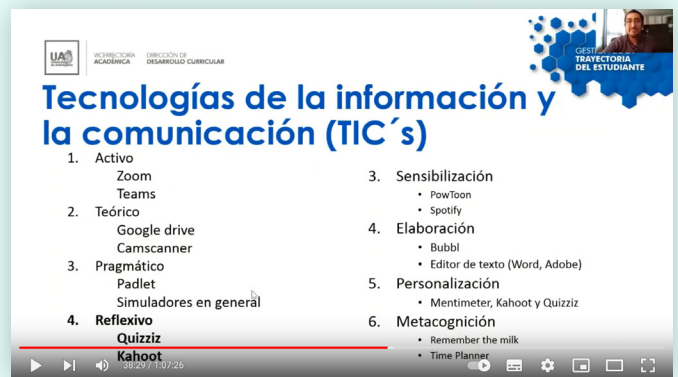 UA
VICERRECTORÍA
ACADÉMICA
DIRECCIÓN DE
DESARROLLO CURRICULAR
GESTI
TRAYECTORIA
DEL ESTUDIANTE
Tecnologías de la información y
la comunicación (TIC´s)
1. Activo
Zoom
Teams
2. Teórico
Google drive
Camscanner
3. Pragmático
Padlet
Simuladores en general
4. Reflexivo
Quizziz
Kahoot
3. Sensibilización
• PowToon
• Spotify
4. Elaboración
• Bubbl
• Editor de texto (Word, Adobe)
5. Personalización
• Mentimeter, Kahoot y Quizziz
6. Metacognición
• Remember the milk
• Time Planner
38:29 / 1:07:26